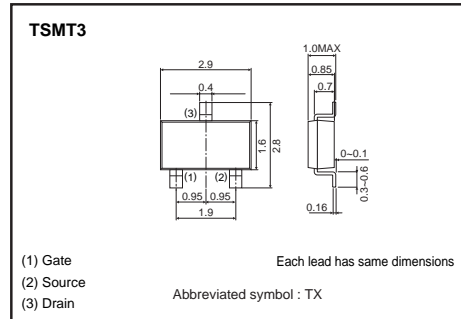 TSMT3
1.0MAX
2.9
0.85
0.4
0.7
(3)
1.6
2.8
0~0.1
(1) (2)
0.3~0.6
0.95 0.95
0.16
1.9
(1) Gate
Each lead has same dimensions
(2) Source
Abbreviated symbol : TX
(3) Drain